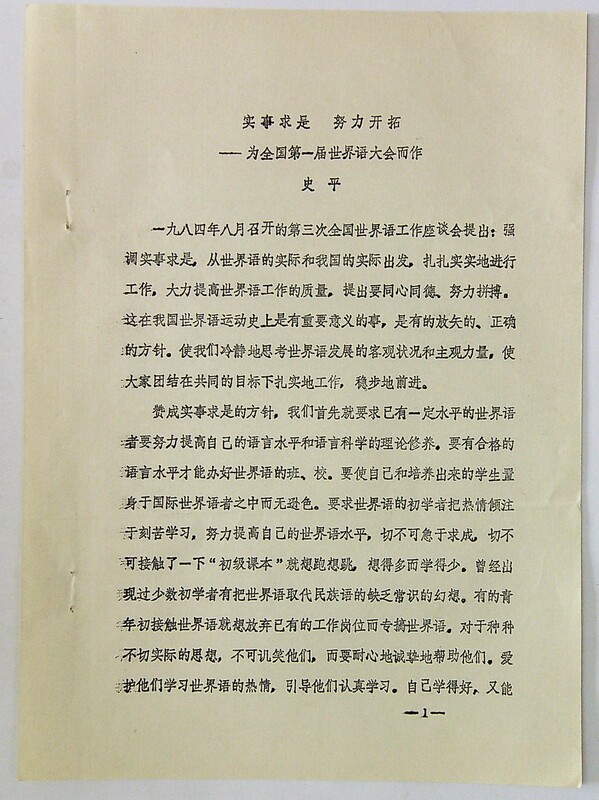 实事求是 努力开拓
——为全国第一届世界语大会而作
史平
一九八四年八月召开的第三次全国世界语工作座谈会提出：强
调实事求是，从世界语的实际和我国的实际出发，扎扎实实地进行
工作，大力提高世界语工作的质量，提出要同心同德、努力拼搏。
这在我国世界语运动史上是有重要意义的事，是有的放矢的、正确
的方针。使我们冷静地思考世界语发展的客观状况和主观力量，使
大家团结在共同的目标下扎实地工作，稳步地前进。
赞成实事求是的方针，我们首先就要求已有一定水平的世界语
者要努力提高自己的语言水平和语言科学的理论修养。要有合格的
语言水平才能办好世界语的班、校。要使自己和培养出来的学生置
身于国际世界语者之中而无逊色。要求世界语的初学者把热情倾注
于刻苦学习，努力提高自己的世界语水平，切不可急于求成，切不
可接触了一下“初级课本”就想跑想跳，想得多而学得少。曾经出
现过少数初学者有把世界语取代民族语的缺乏常识的幻想。有的青
年初接触世界语就想放弃已有的工作岗位而专搞世界语。对于种种
不切实际的思想，不可讥笑他们，而要耐心地诚挚地帮助他们。爱
护他们学习世界语的热情，引导他们认真学习。自己学得好，又能
—1—